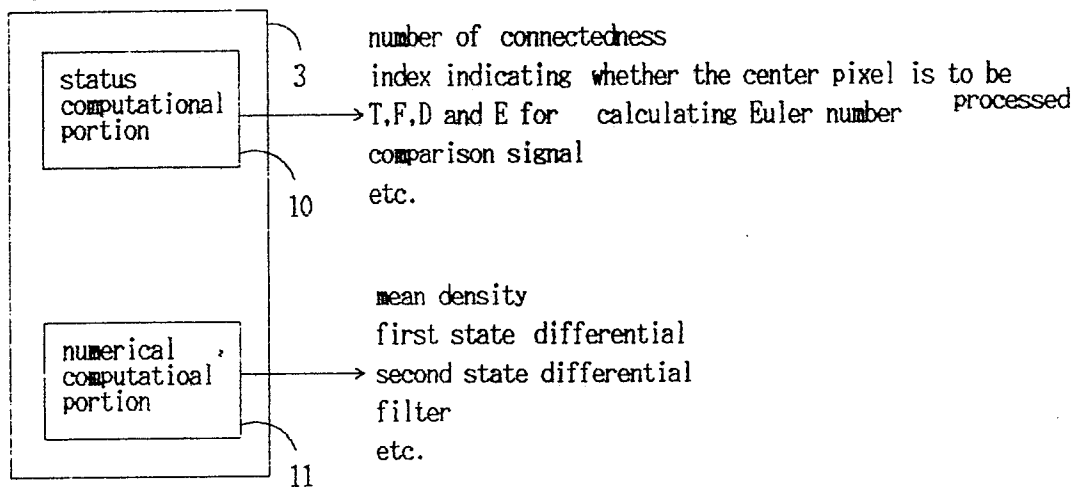 number of connectedness
status
computational
portion
3
index indicating whether the center pixel is to be
processed
T,F,D and E for calculating Euler number
comparison signal
10
etc.
mean density
first state differential
numerical
computatioal
portion
second state differential
filter
etc.
11